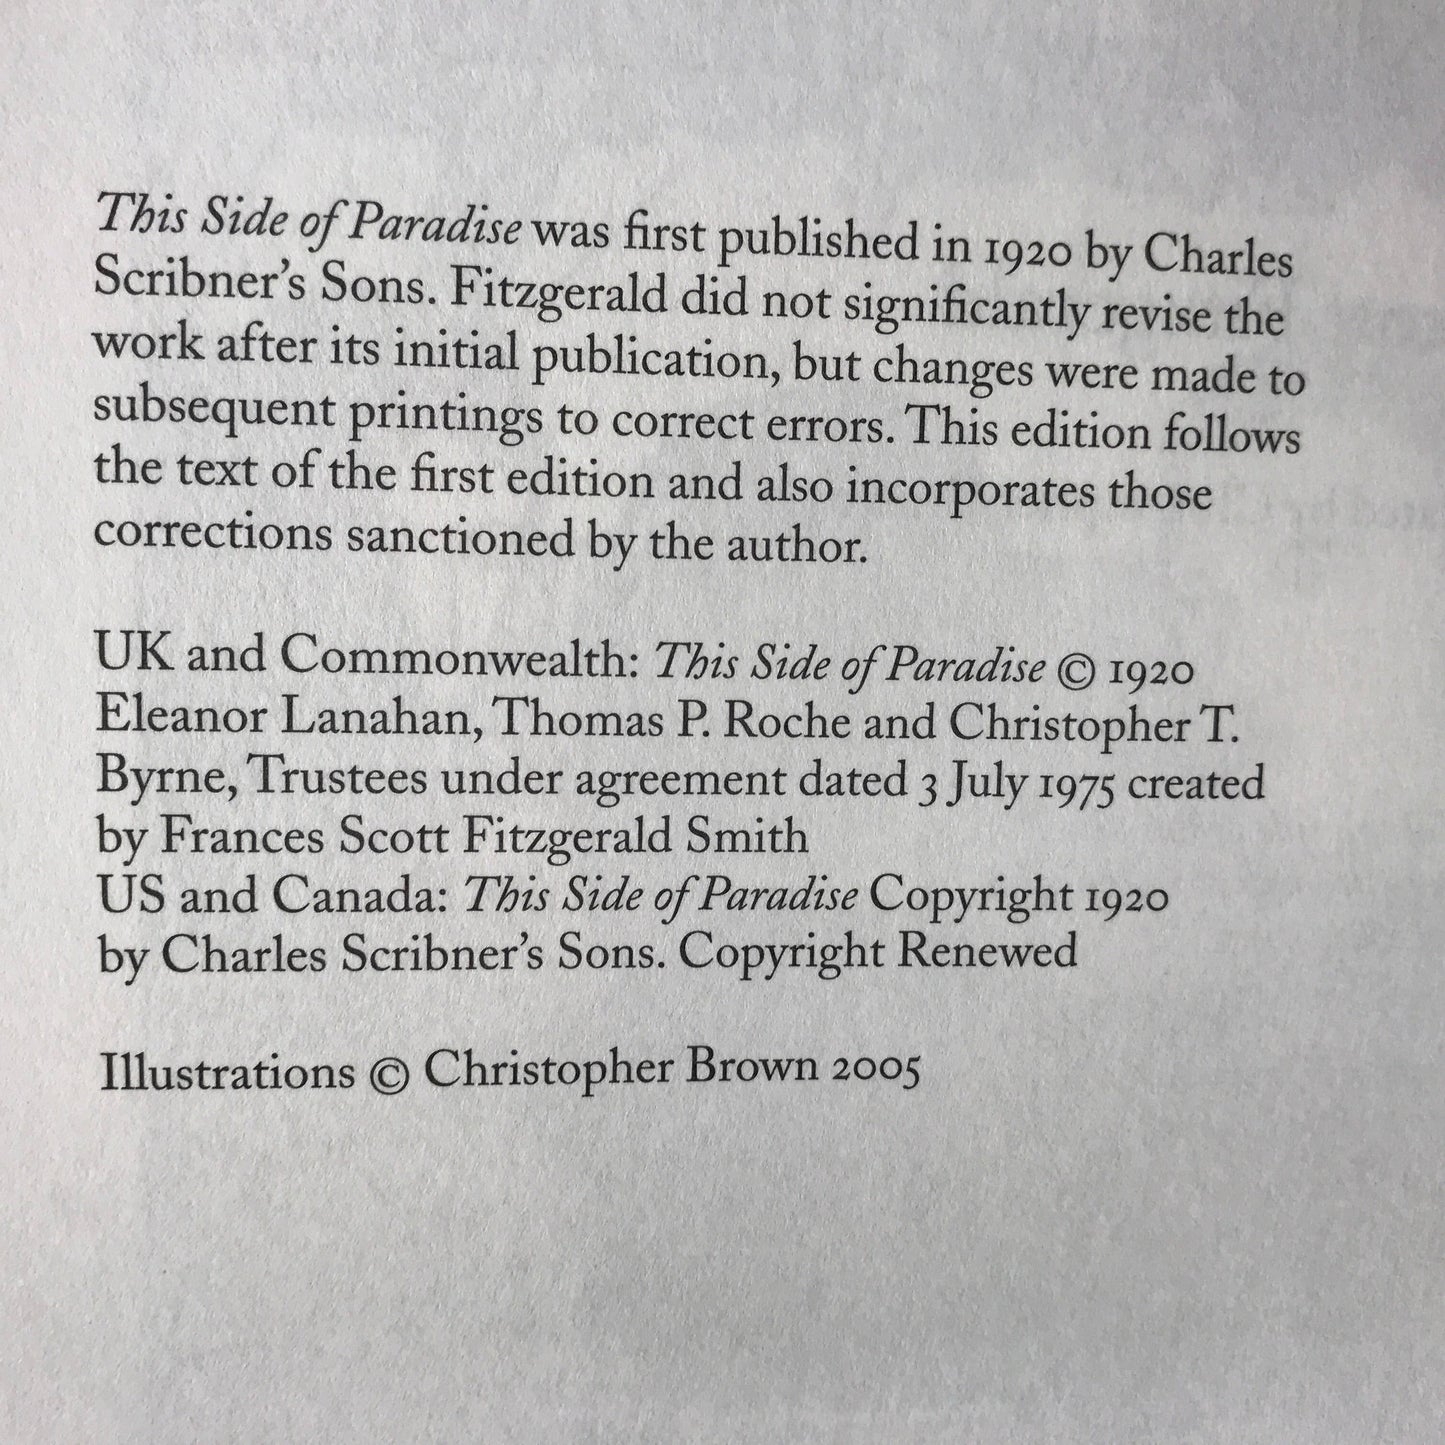 This Side of Paradise was first published in 1920 by Charles
Scribner's Sons. Fitzgerald did not significantly revise the
work after its initial publication, but changes were made to
subsequent printings to correct errors. This edition follows
the text of the first edition and also incorporates those
corrections sanctioned by the author.
UK and Commonwealth: This Side of Paradise © 1920
Eleanor Lanahan, Thomas P. Roche and Christopher T.
Byrne, Trustees under agreement dated 3 July 1975 created
by Frances Scott Fitzgerald Smith
US and Canada: This Side of Paradise Copyright 1920
by Charles Scribner's Sons. Copyright Renewed
Illustrations © Christopher Brown 2005